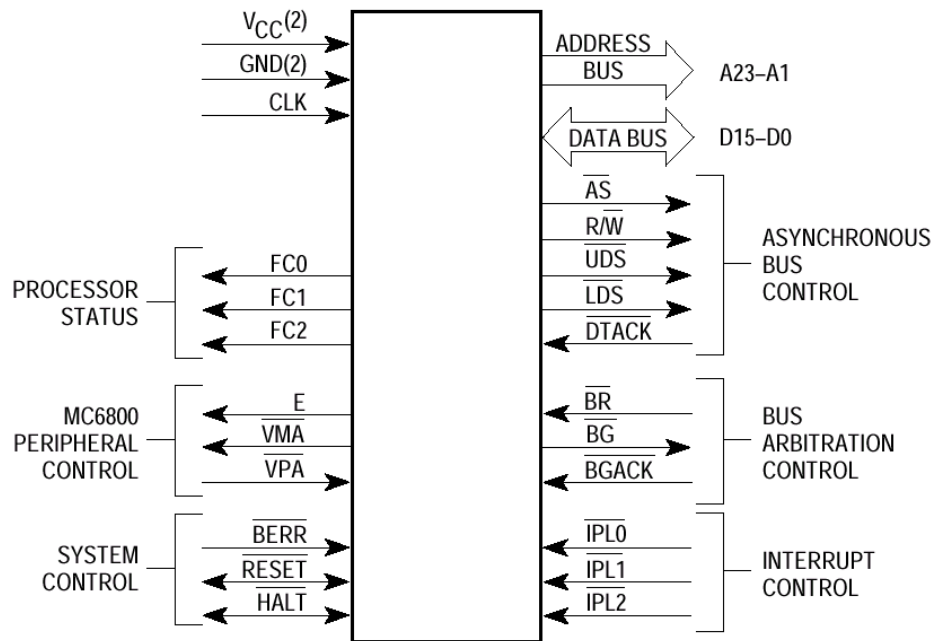 V_CC(2)
GND(2)
CLK
PROCESSOR
STATUS
FC0
FC1
FC2
MC6800
PERIPHERAL
CONTROL
E
VMA
VPA
SYSTEM
CONTROL
BERR
RESET
HALT
ADDRESS
BUS
A23–A1
DATA BUS
D15–D0
AS
R/W
UDS
LDS
DTACK
ASYNCHRONOUS
BUS
CONTROL
BR
BG
BGACK
BUS
ARBITRATION
CONTROL
IPL0
IPL1
IPL2
INTERRUPT
CONTROL